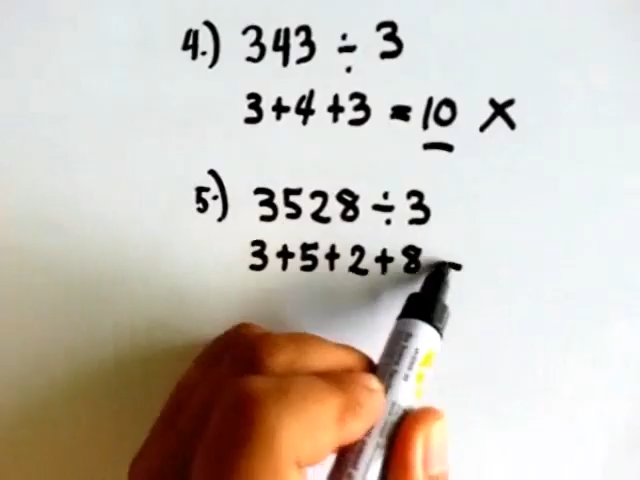 4.) 343 ÷ 3
3+4+3 = 10 X
5.) 3528 ÷ 3
3+5+2+8